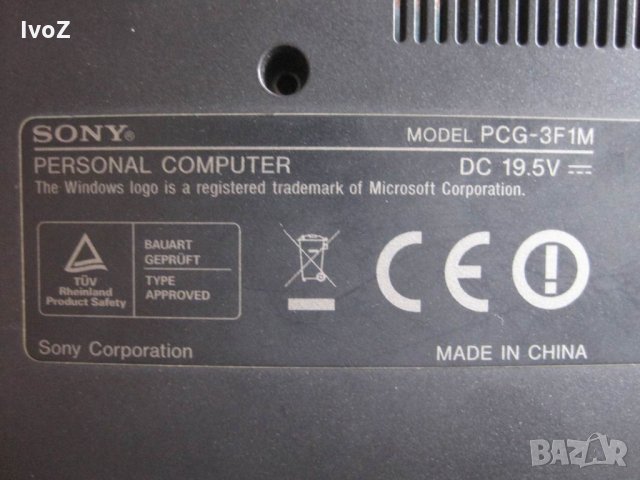 IvoZ
SONY®
MODEL PCG-3F1M
PERSONAL COMPUTER
DC 19.5V
The Windows logo is a registered trademark of Microsoft Corporation.
TÜV
Rheinland
Product Safety
BAUART
GEPRÜFT
TYPE
APPROVED
CE
Sony Corporation
MADE IN CHINA
BAZAR